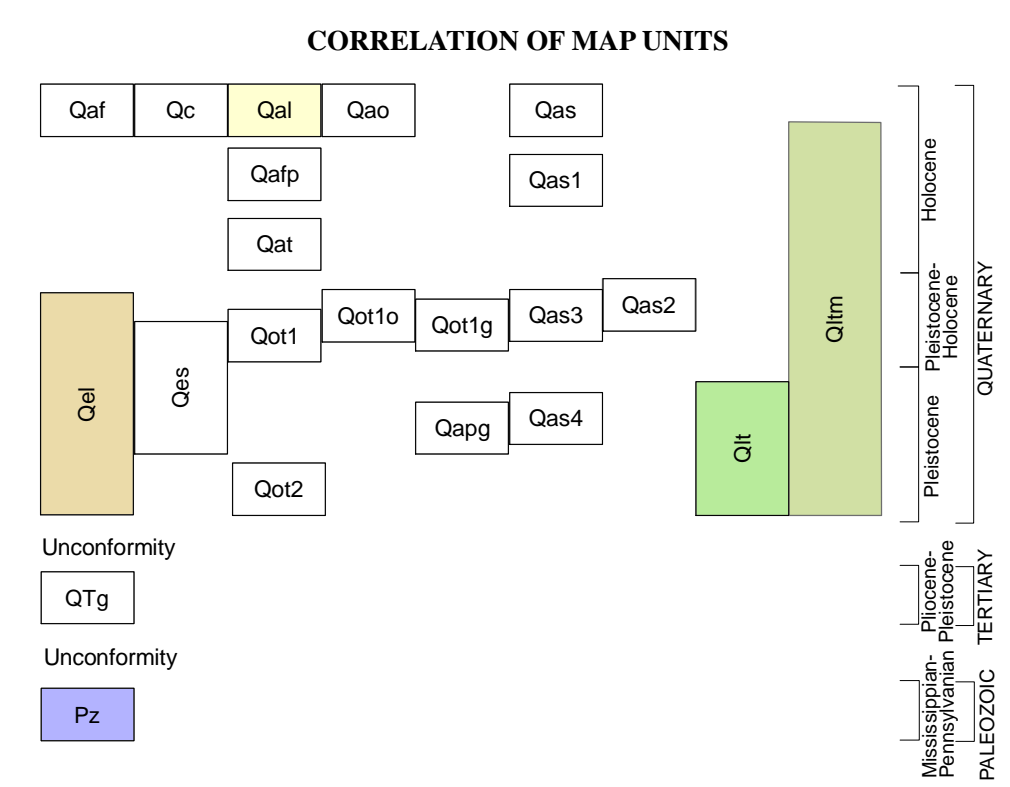 CORRELATION OF MAP UNITS
Qaf
Qc
Qal
Qao
Qas
Qafp
Qas1
Qat
Qot1
Qot1o
Qot1g
Qas3
Qas2
Qel
Qes
Qapg
Qas4
Qot2
Qlt
Qltm
Unconformity
QTg
Unconformity
Pz
Holocene
Pleistocene-
Holocene
Pleistocene
QUATERNARY
Pliocene-
Pleistocene
TERTIARY
Mississippian-
Pennsylvanian
PALEOZOIC